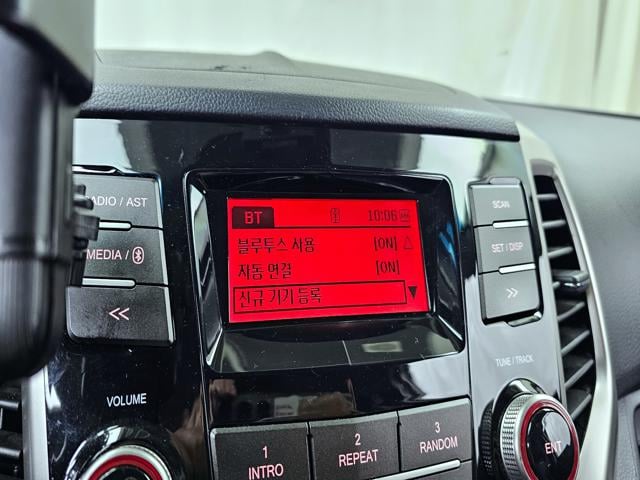 RADIO / AST
MEDIA /
<<
VOLUME
BT 10:06 AM
블루투스 사용 [ON]
자동 연결 [ON]
신규 기기 등록
SCAN
SET / DISP
>>
TUNE / TRACK
ENT
1
INTRO
2
REPEAT
3
RANDOM